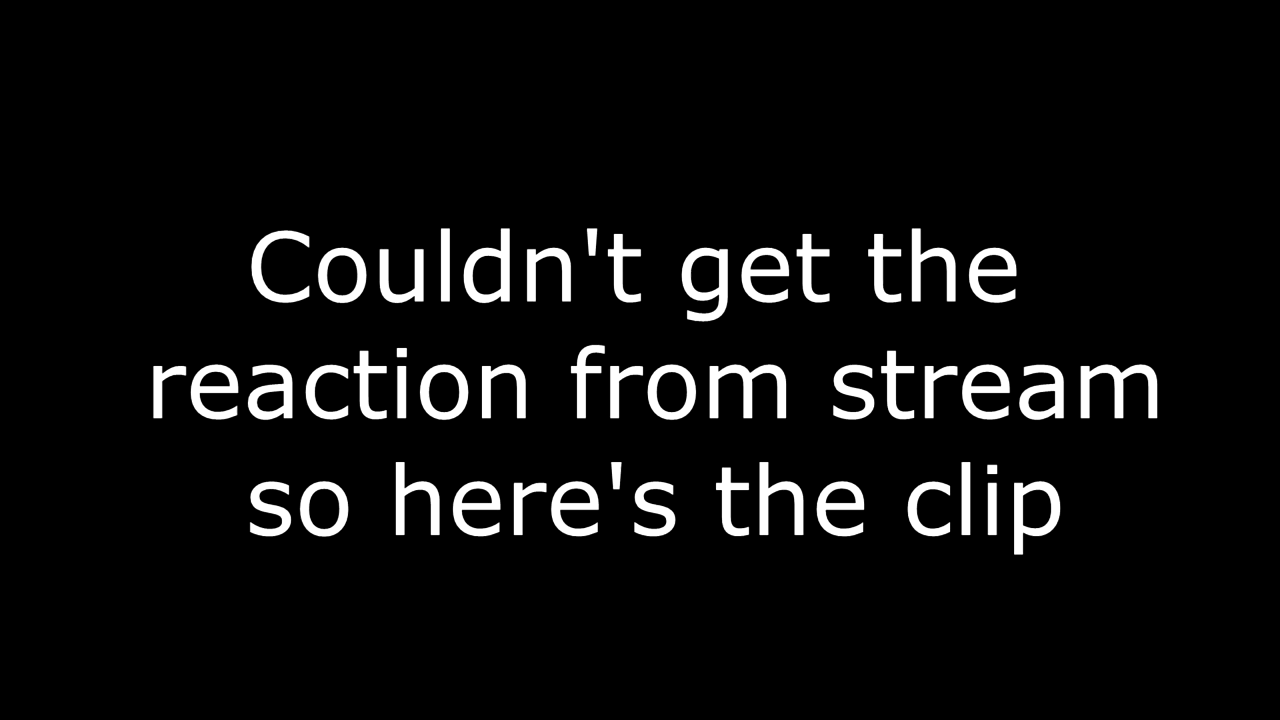 Couldn't get the
reaction from stream
so here's the clip